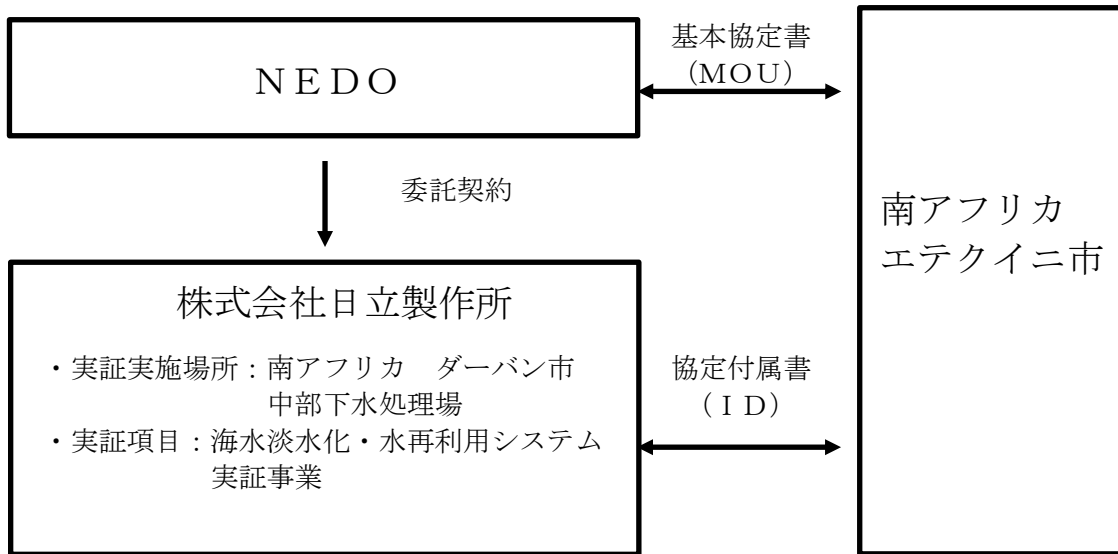 ＮＥＤＯ
基本協定書
（ＭＯＵ）
委託契約
株式会社日立製作所
・実証実施場所：南アフリカ　ダーバン市
中部下水処理場
・実証項目：海水淡水化・水再利用システム
実証事業
協定付属書
（ＩＤ）
南アフリカ
エテクイニ市